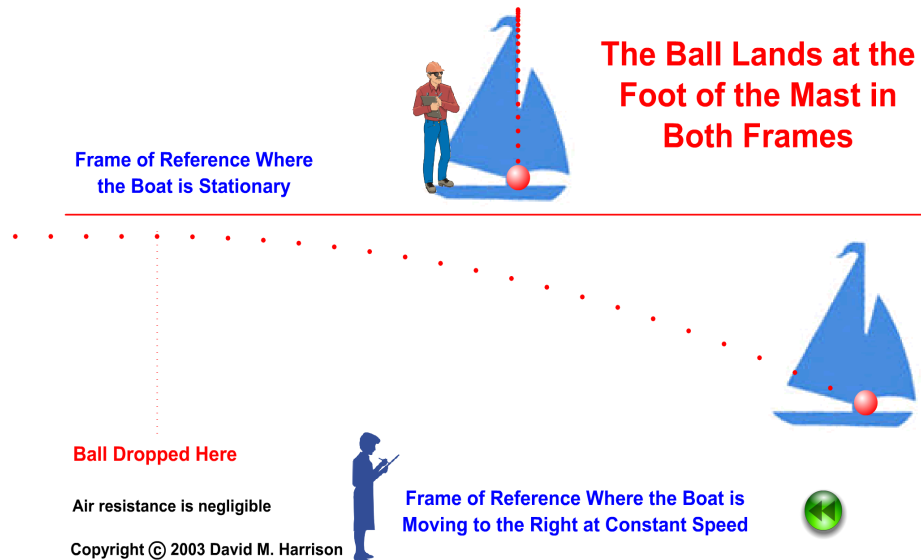 The Ball Lands at the
Foot of the Mast in
Both Frames
Frame of Reference Where
the Boat is Stationary
Ball Dropped Here
Air resistance is negligible
Copyright © 2003 David M. Harrison
Frame of Reference Where the Boat is
Moving to the Right at Constant Speed